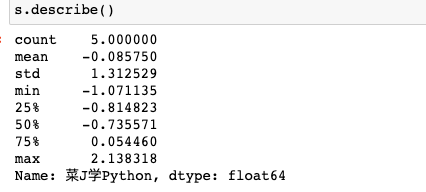 s.describe()
count 5.000000
mean -0.085750
std 1.312529
min -1.071135
25% -0.814823
50% -0.735571
75% 0.054460
max 2.138318
Name: 菜J学Python, dtype: float64